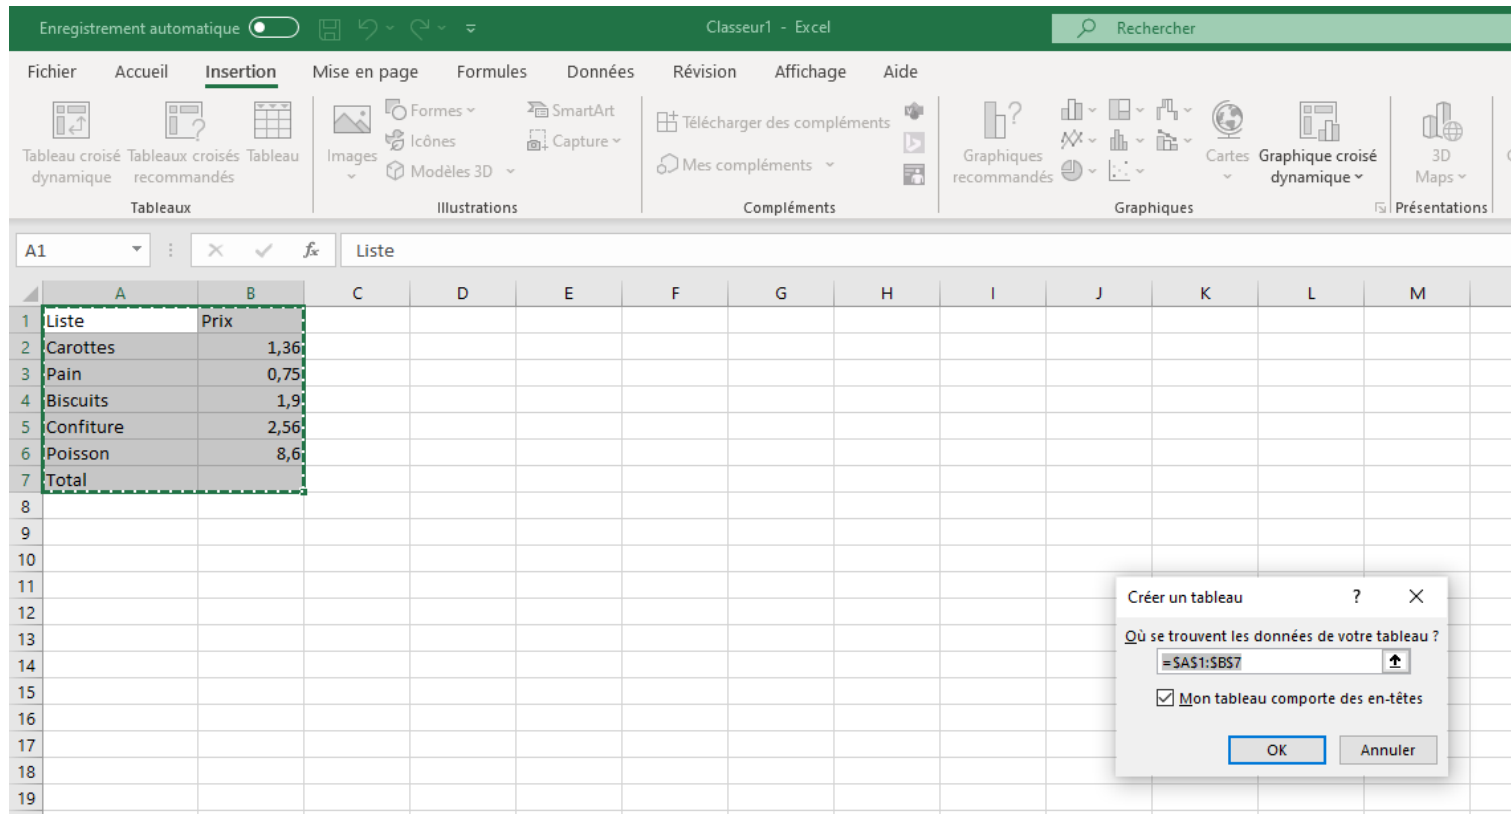 Enregistrement automatique
Classeur1 - Excel
Rechercher
Fichier Accueil Insertion Mise en page Formules Données Révision Affichage Aide
Tableau croisé dynamique
Tableaux croisés recommandés
Tableau
Tableaux
Images
Formes
Icônes
Modèles 3D
SmartArt
Capture
Illustrations
Télécharger des compléments
Mes compléments
Compléments
Graphiques recommandés
Cartes
Graphique croisé dynamique
Graphiques
3D Maps
Présentations
A1
fx
Liste
A B C D E F G H I J K L M
1 Liste Prix
2 Carottes 1,36
3 Pain 0,75
4 Biscuits 1,9
5 Confiture 2,56
6 Poisson 8,6
7 Total
8
9
10
11
12
13
14
15
16
17
18
19
Créer un tableau ?
Où se trouvent les données de votre tableau ?
=$A$1:$B$7
Mon tableau comporte des en-têtes
OK Annuler